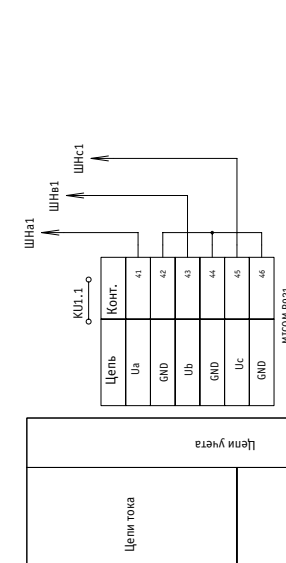 ШНа1
ШНв1
ШНс1
KU1.1
Цепь Конт.
Ua 41
GND 42
Ub 43
GND 44
Uc 45
GND 46
Цепи учета
Цепи тока